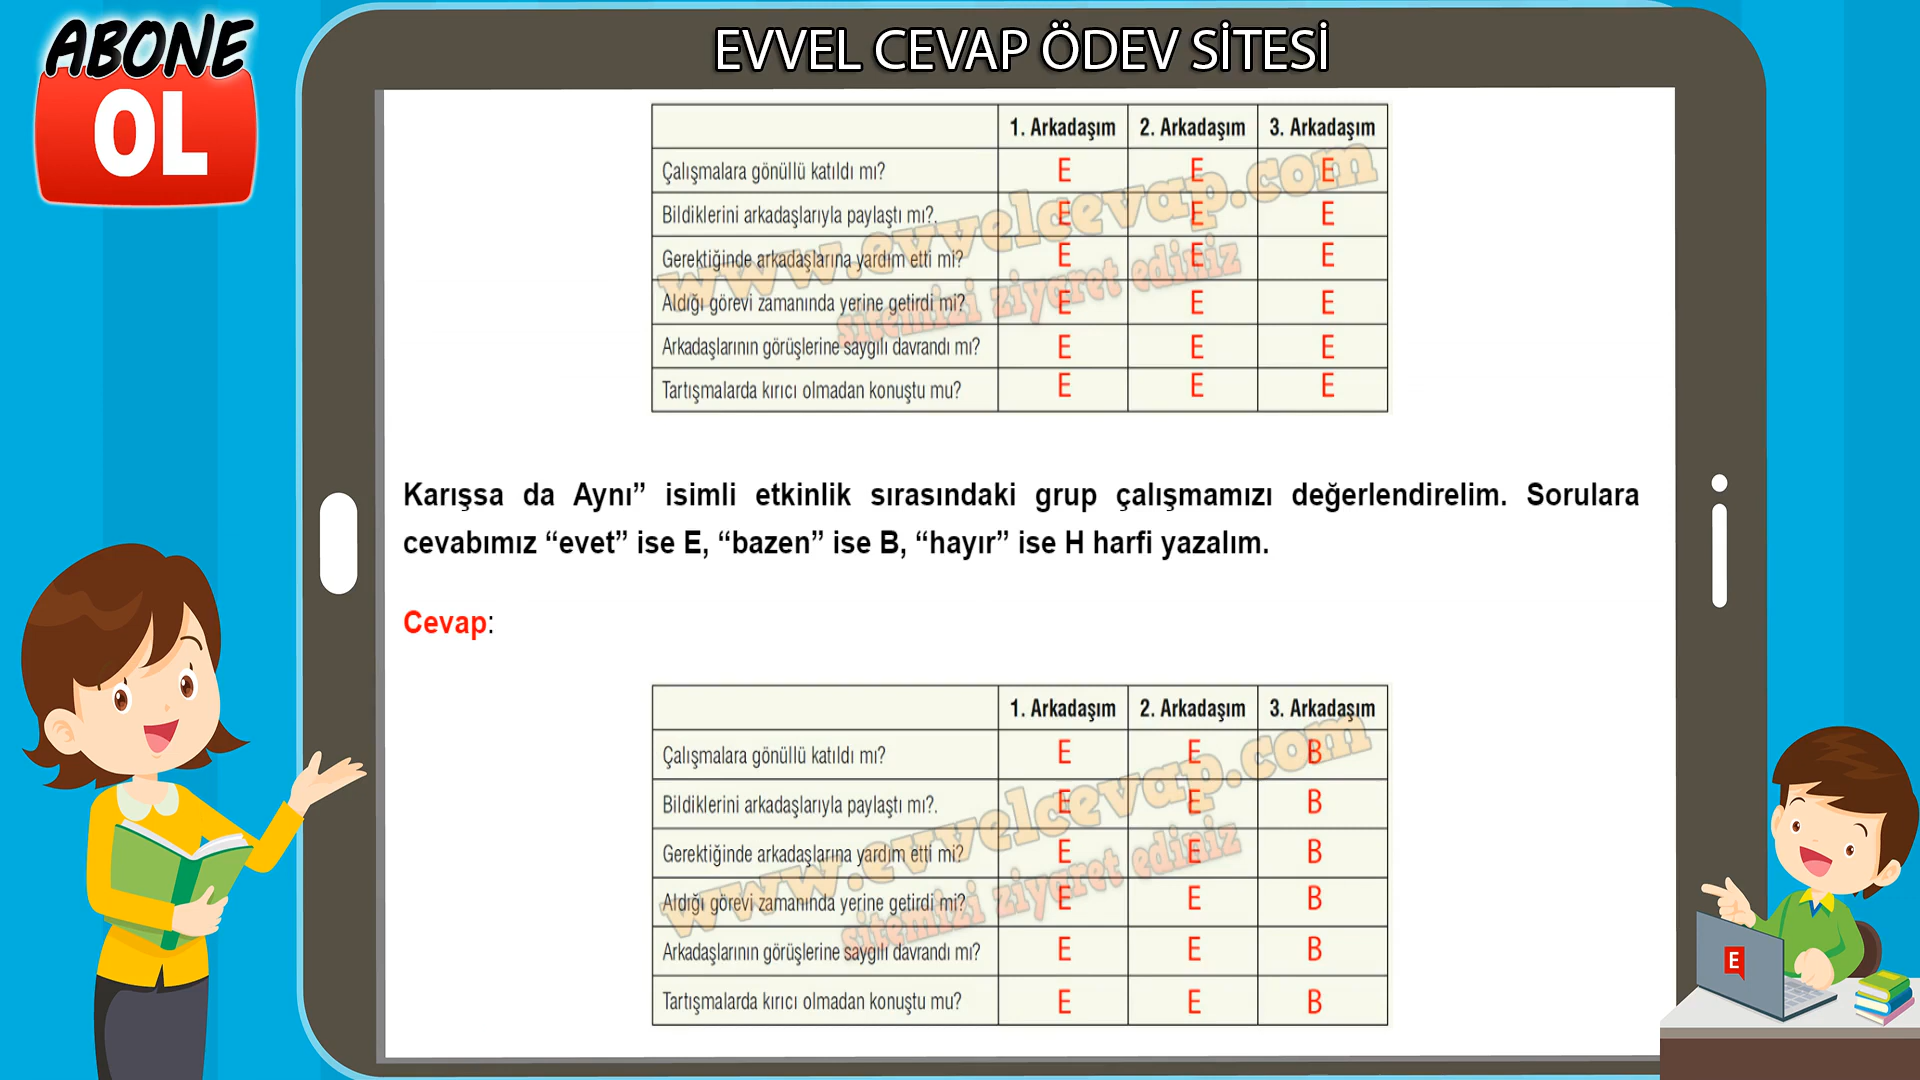 ABONE
OL
EVVEL CEVAP ÖDEV SİTESİ
1. Arkadaşım 2. Arkadaşım 3. Arkadaşım
Çalışmalara gönüllü katıldı mı? E E E
Bildiklerini arkadaşlarıyla paylaştı mı?. E E E
Gerektiğinde arkadaşlarına yardım etti mi? E E E
Aldığı görevi zamanında yerine getirdi mi? E E E
Arkadaşlarının görüşlerine saygılı davrandı mı? E E E
Tartışmalarda kırıcı olmadan konuştu mu? E E E
www.evvelcevap.com
sitemizi ziyaret ediniz
Karışsa da Aynı” isimli etkinlik sırasındaki grup çalışmamızı değerlendirelim. Sorulara
cevabımız “evet” ise E, “bazen” ise B, “hayır” ise H harfi yazalım.
Cevap:
1. Arkadaşım 2. Arkadaşım 3. Arkadaşım
Çalışmalara gönüllü katıldı mı? E E B
Bildiklerini arkadaşlarıyla paylaştı mı?. E E B
Gerektiğinde arkadaşlarına yardım etti mi? E E B
Aldığı görevi zamanında yerine getirdi mi? E E B
Arkadaşlarının görüşlerine saygılı davrandı mı? E E B
Tartışmalarda kırıcı olmadan konuştu mu? E E B
www.evvelcevap.com
sitemizi ziyaret ediniz
E